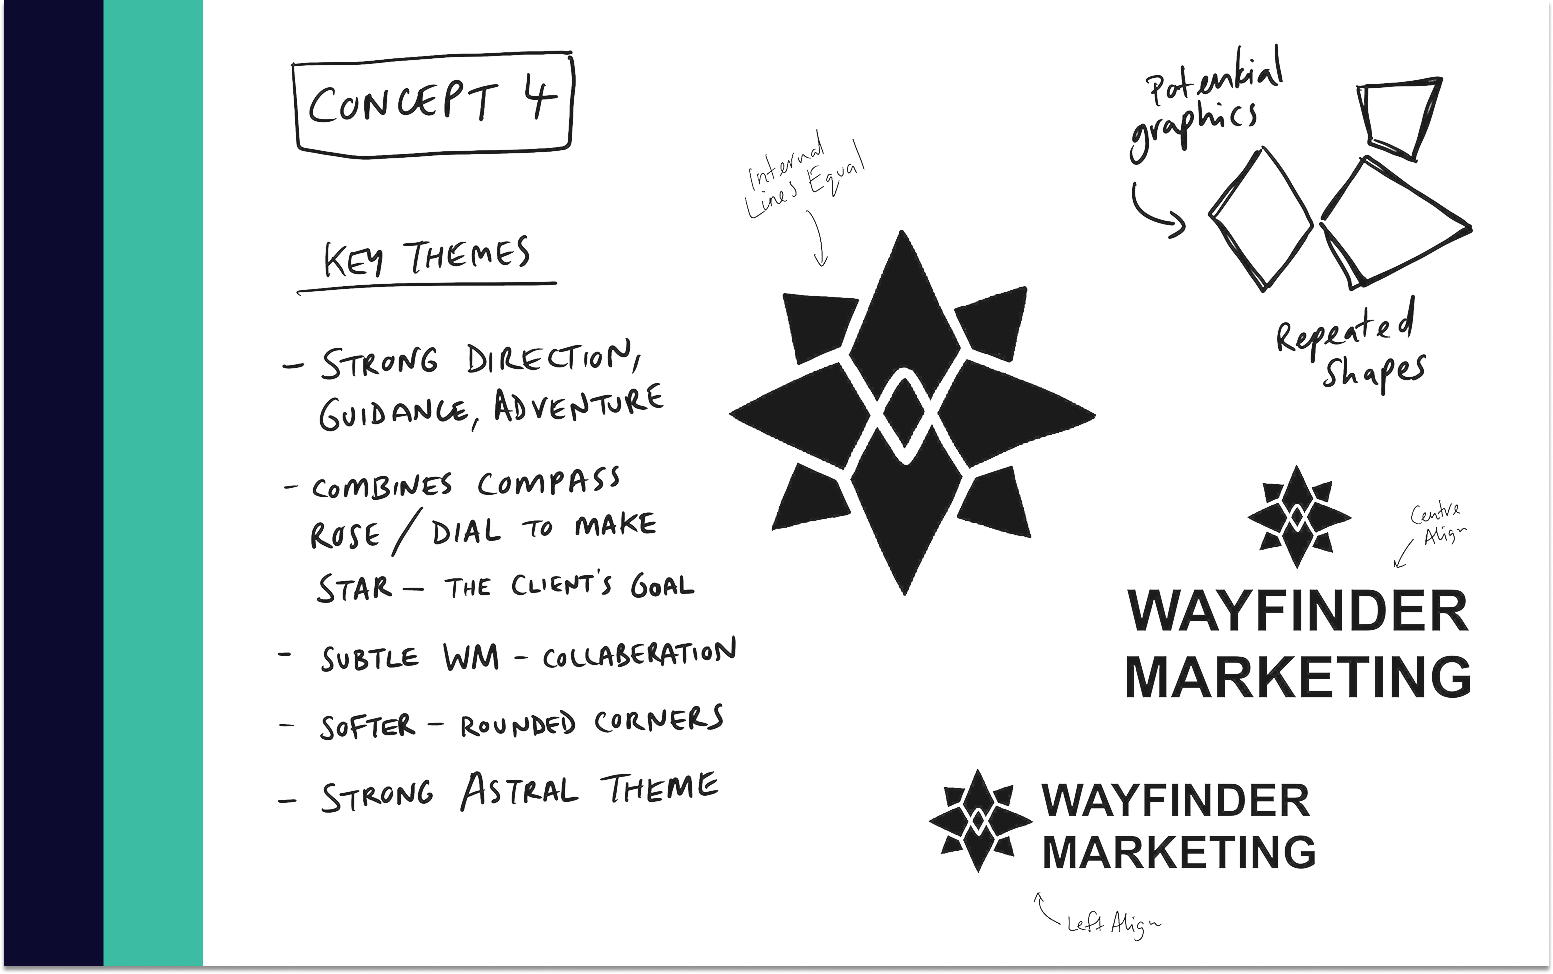 CONCEPT 4
KEY THEMES
- STRONG DIRECTION,
GUIDANCE, ADVENTURE
- COMBINES COMPASS
ROSE / DIAL TO MAKE
STAR - THE CLIENT'S GOAL
- SUBTLE WM - COLLABERATION
- SOFTER - ROUNDED CORNERS
- STRONG ASTRAL THEME
Internal
Lines Equal
Potential
graphics
Repeated
Shapes
Centre
Align
WAYFINDER
MARKETING
WAYFINDER
MARKETING
Left Align